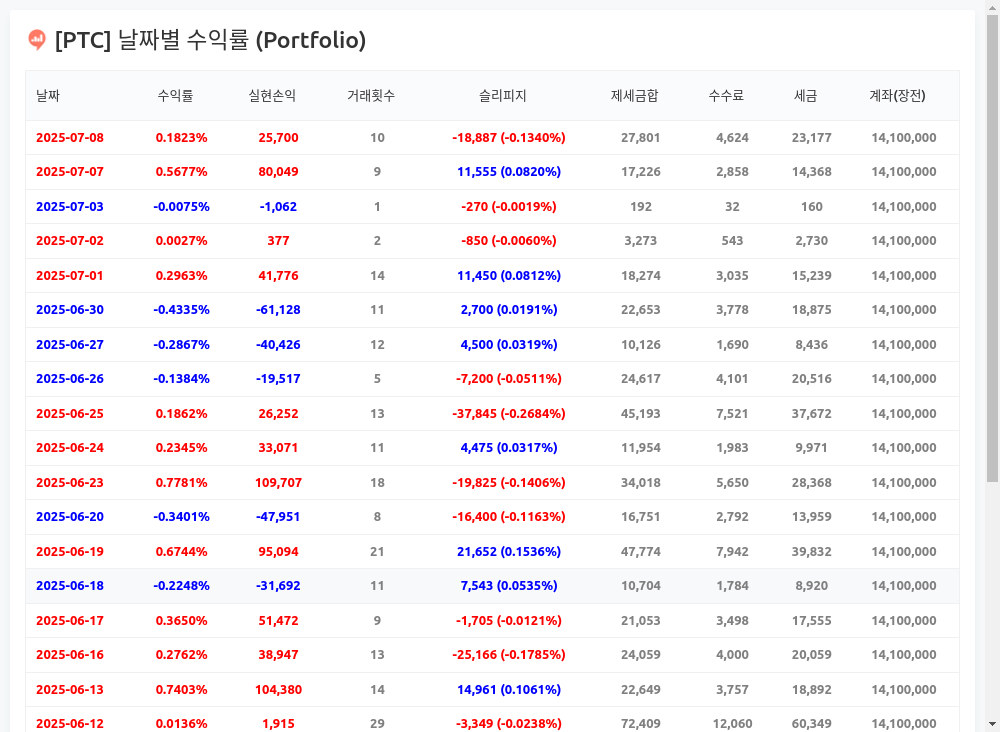 [PTC] 날짜별 수익률 (Portfolio)
날짜 수익률 실현손익 거래횟수 슬리피지 제세금합 수수료 세금 계좌(장전)
2025-07-08 0.1823% 25,700 10 -18,887 (-0.1340%) 27,801 4,624 23,177 14,100,000
2025-07-07 0.5677% 80,049 9 11,555 (0.0820%) 17,226 2,858 14,368 14,100,000
2025-07-03 -0.0075% -1,062 1 -270 (-0.0019%) 192 32 160 14,100,000
2025-07-02 0.0027% 377 2 -850 (-0.0060%) 3,273 543 2,730 14,100,000
2025-07-01 0.2963% 41,776 14 11,450 (0.0812%) 18,274 3,035 15,239 14,100,000
2025-06-30 -0.4335% -61,128 11 2,700 (0.0191%) 22,653 3,778 18,875 14,100,000
2025-06-27 -0.2867% -40,426 12 4,500 (0.0319%) 10,126 1,690 8,436 14,100,000
2025-06-26 -0.1384% -19,517 5 -7,200 (-0.0511%) 24,617 4,101 20,516 14,100,000
2025-06-25 0.1862% 26,252 13 -37,845 (-0.2684%) 45,193 7,521 37,672 14,100,000
2025-06-24 0.2345% 33,071 11 4,475 (0.0317%) 11,954 1,983 9,971 14,100,000
2025-06-23 0.7781% 109,707 18 -19,825 (-0.1406%) 34,018 5,650 28,368 14,100,000
2025-06-20 -0.3401% -47,951 8 -16,400 (-0.1163%) 16,751 2,792 13,959 14,100,000
2025-06-19 0.6744% 95,094 21 21,652 (0.1536%) 47,774 7,942 39,832 14,100,000
2025-06-18 -0.2248% -31,692 11 7,543 (0.0535%) 10,704 1,784 8,920 14,100,000
2025-06-17 0.3650% 51,472 9 -1,705 (-0.0121%) 21,053 3,498 17,555 14,100,000
2025-06-16 0.2762% 38,947 13 -25,166 (-0.1785%) 24,059 4,000 20,059 14,100,000
2025-06-13 0.7403% 104,380 14 14,961 (0.1061%) 22,649 3,757 18,892 14,100,000
2025-06-12 0.0136% 1,915 29 -3,349 (-0.0238%) 72,409 12,060 60,349 14,100,000